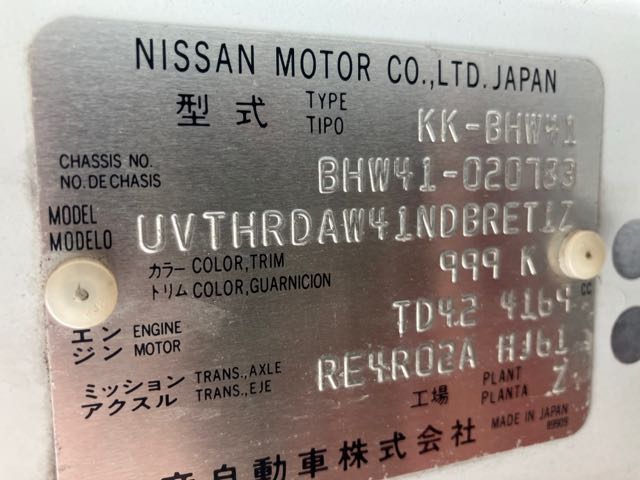 NISSAN MOTOR CO.,LTD. JAPAN
型式 TYPE TIPO KK-BHW41
CHASSIS NO. NO. DE CHASIS BHW41-020733
MODEL MODELO UVTHRDAW41NDBRET1Z
カラー COLOR, TRIM
トリム COLOR, GUARNICION 999 K
エンジン ENGINE MOTOR TD42 4169 CC
ミッション TRANS., AXLE
アクスル TRANS., EJE RE4R02A HJ61
工場 PLANT PLANTA Z
MADE IN JAPAN
産自動車株式会社